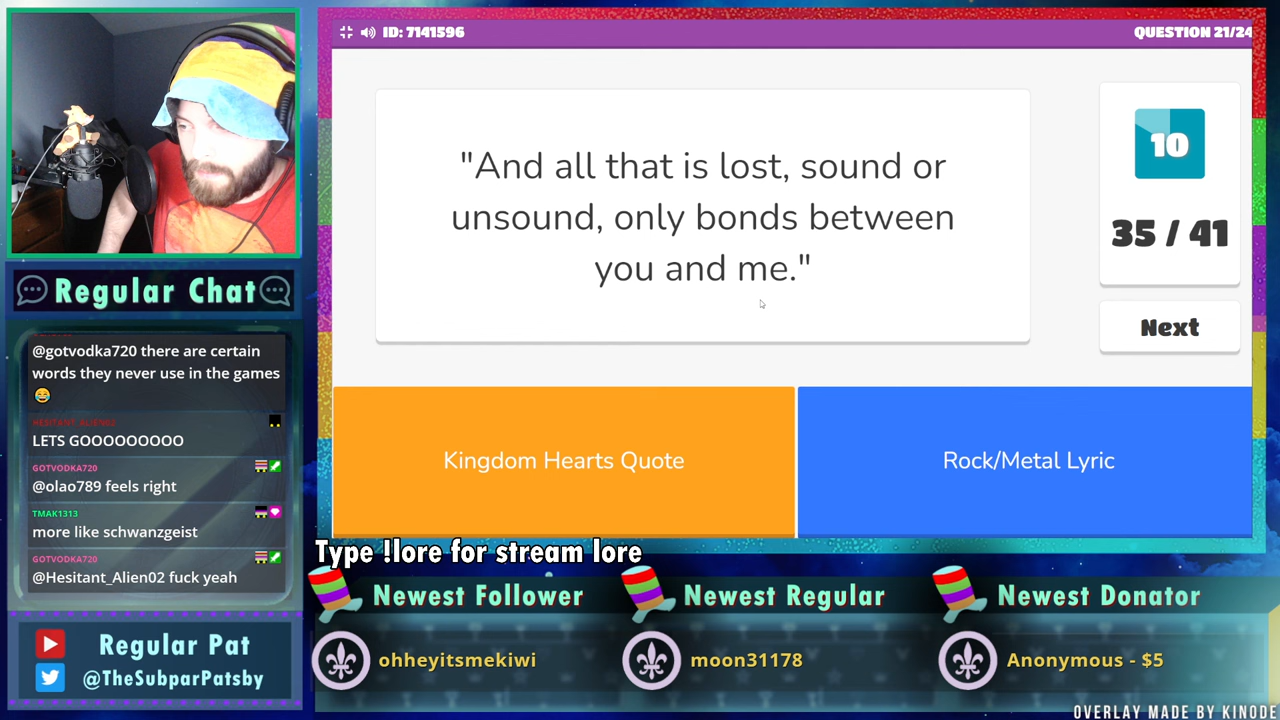 ID: 7141596
QUESTION 21/24
"And all that is lost, sound or
unsound, only bonds between
you and me."
10
35 / 41
Next
Kingdom Hearts Quote
Rock/Metal Lyric
Regular Chat
@gotvodka720 there are certain
words they never use in the games
HESITANT_ALIEN02
LETS GOOOOOOOOO
GOTVODKA720
@olao789 feels right
TMAK1313
more like schwanzgeist
GOTVODKA720
@Hesitant_Alien02 fuck yeah
Type !lore for stream lore
Regular Pat
@TheSubparPatsby
Newest Follower
ohheyitsmekiwi
Newest Regular
moon31178
Newest Donator
Anonymous - $5
OVERLAY MADE BY KINODE